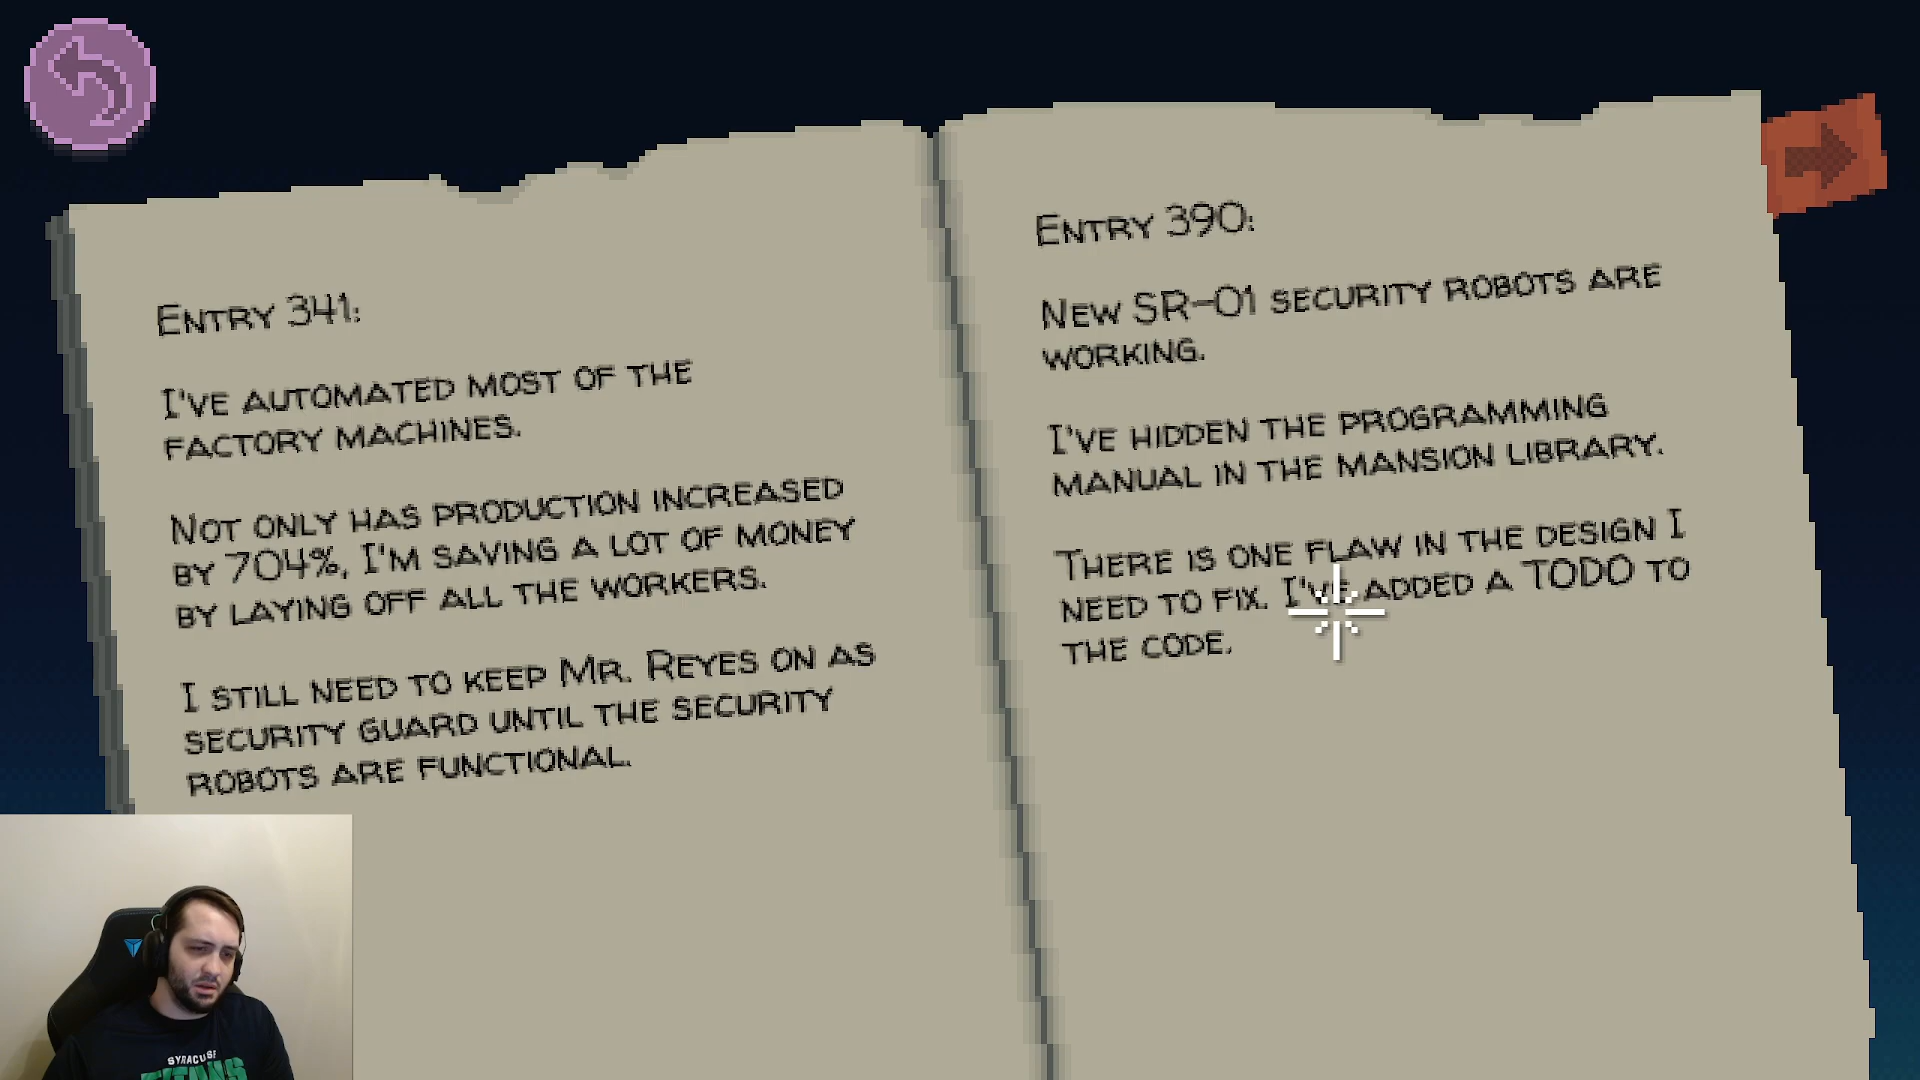 Entry 341:
I've automated most of the
factory machines.
Not only has production increased
by 704%, I'm saving a lot of money
by laying off all the workers.
I still need to keep Mr. Reyes on as
security guard until the security
robots are functional.
Entry 390:
New SR-01 security robots are
working.
I've hidden the programming
manual in the mansion library.
There is one flaw in the design I
need to fix. I've added a TODO to
the code.
SYRACUSE
TITANS